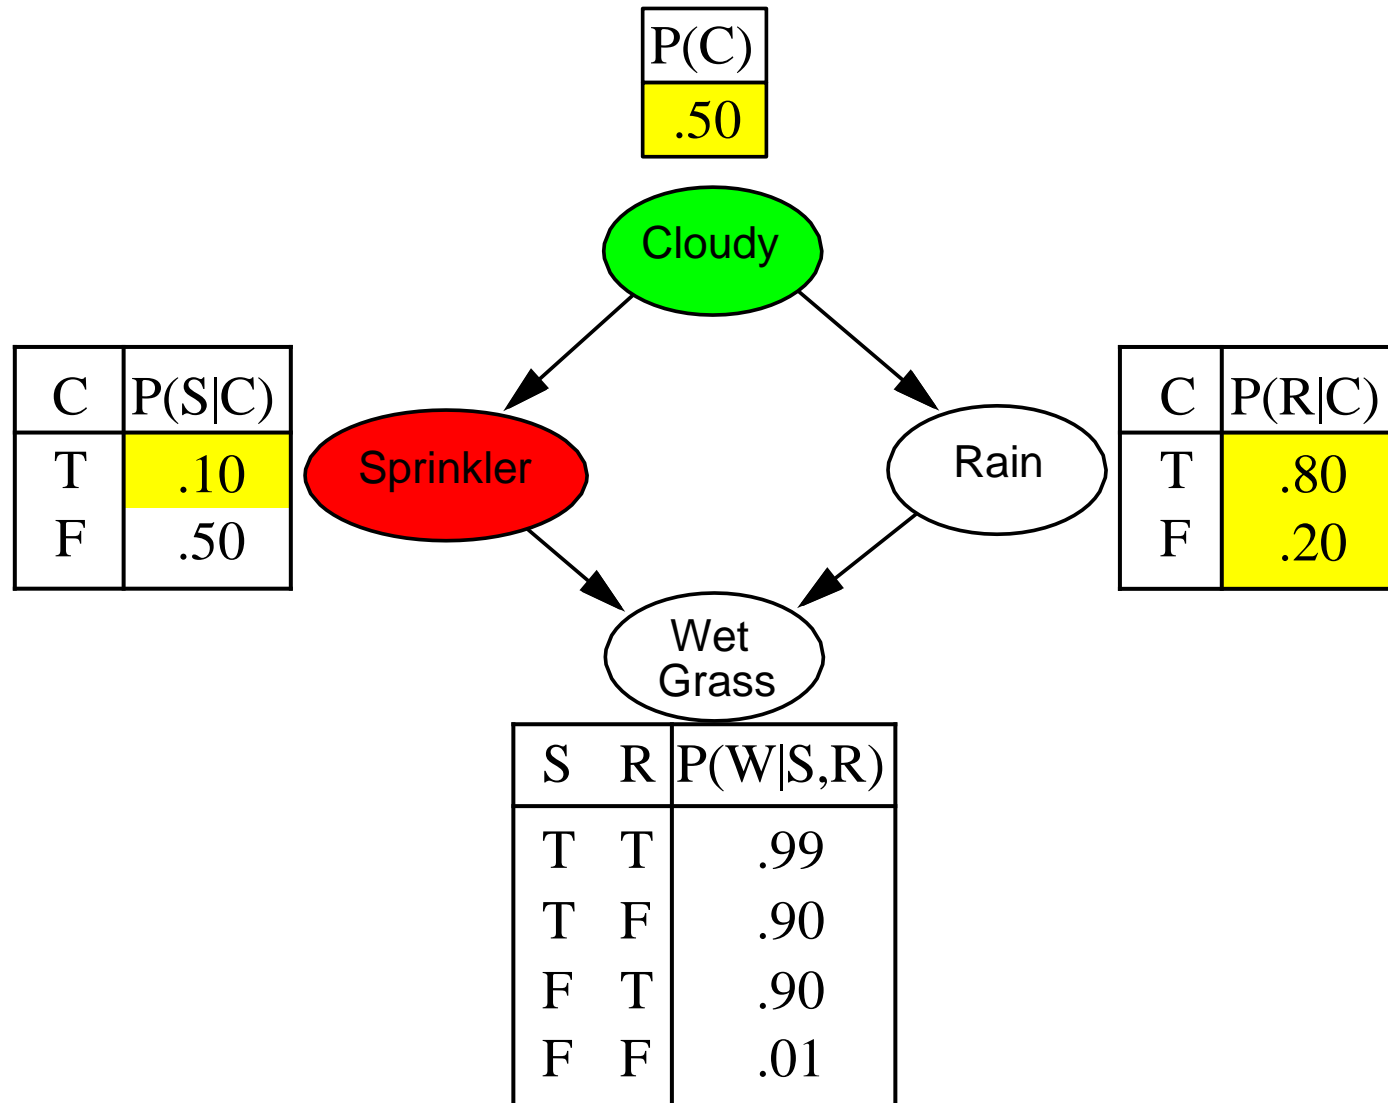 P(C)
.50
Cloudy
C P(S|C)
T .10
F .50
Sprinkler
Rain
C P(R|C)
T .80
F .20
Wet
Grass
S R P(W|S,R)
T T .99
T F .90
F T .90
F F .01